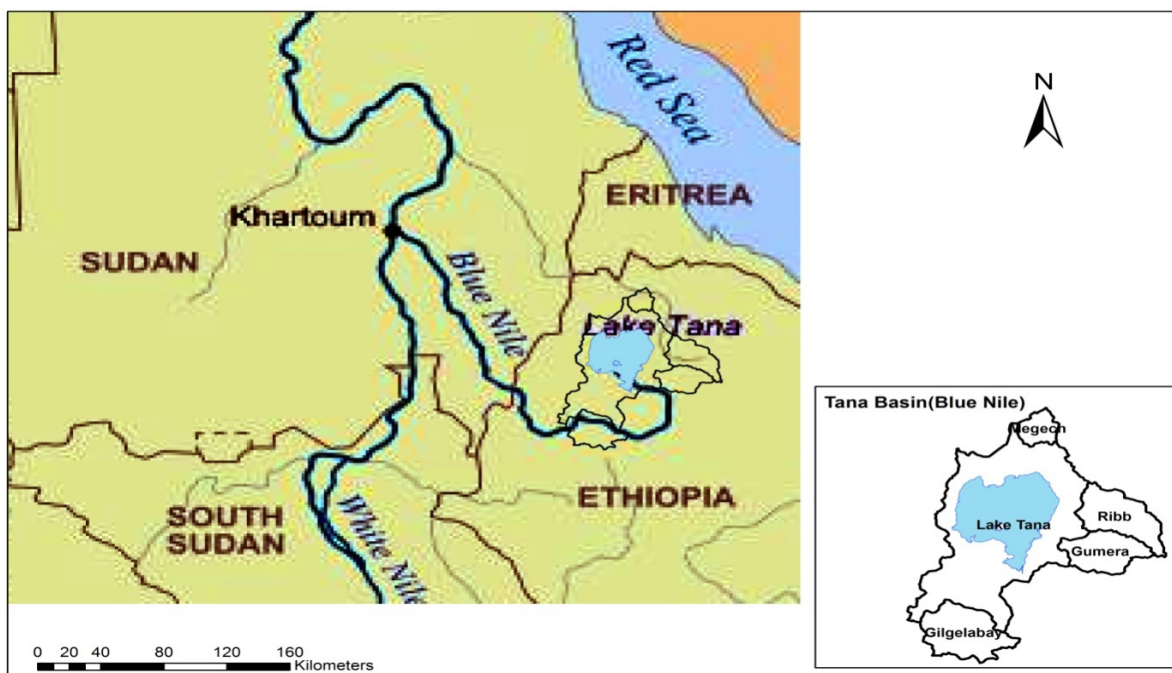 N
Red Sea
ERITREA
Khartoum
SUDAN
Blue Nile
Lake Tana
ETHIOPIA
SOUTH
SUDAN
White Nile
0 10 20 40 80 120 160
Kilometers
Tana Basin(Blue Nile)
Megech
Lake Tana
Ribb
Gumera
Gilgelabay